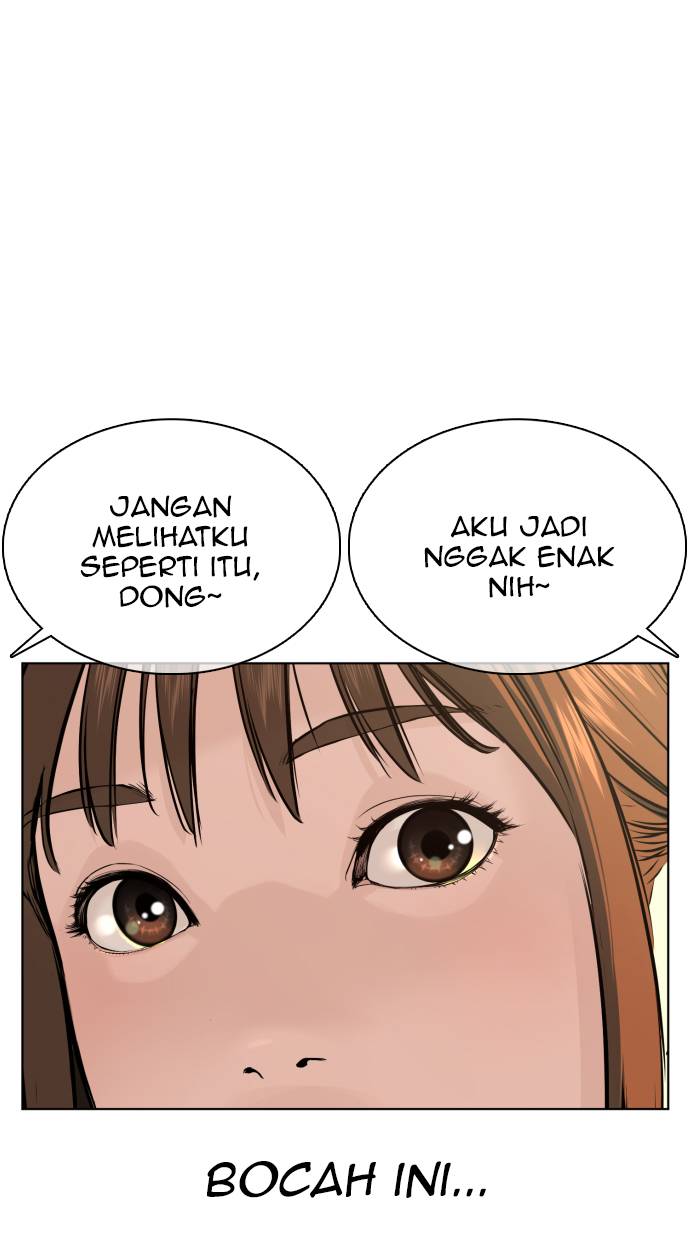 JANGAN
MELIHATKU
SEPERTI ITU,
DONG~
AKU JADI
NGGAK ENAK
NIH~
BOCAH INI...